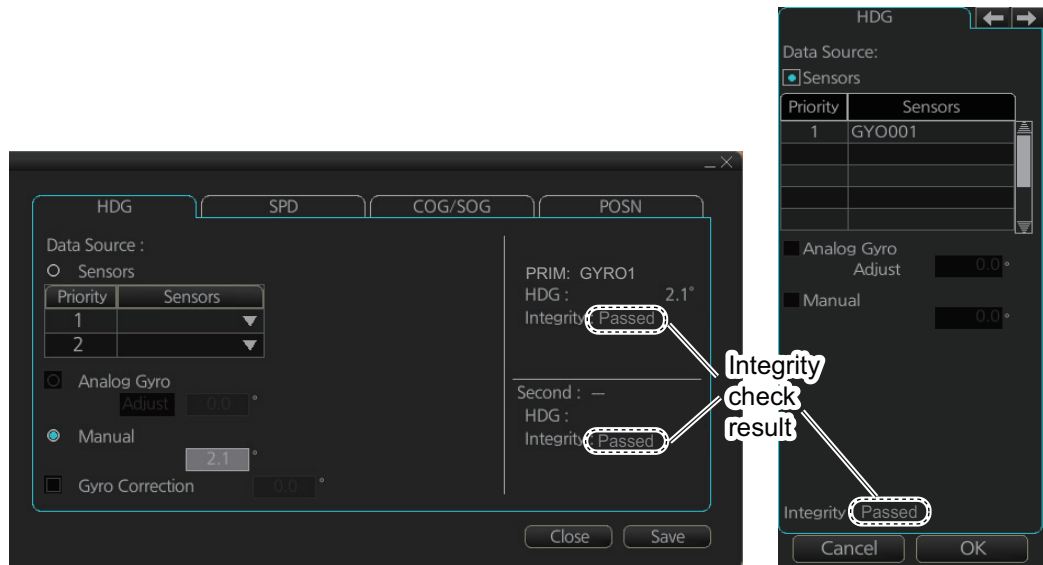 HDG SPD COG/SOG POSN
Data Source :
Sensors
Priority Sensors
1
2
Analog Gyro
Adjust 0.0 °
Manual
2.1 °
Gyro Correction 0.0 °
PRIM: GYRO1
HDG : 2.1°
Integrity : Passed
Second : —
HDG :
Integrity : Passed
Close Save
Integrity
check
result
HDG
Data Source:
Sensors
Priority Sensors
1 GYO001
Analog Gyro
Adjust 0.0 °
Manual
0.0 °
Integrity Passed
Cancel OK